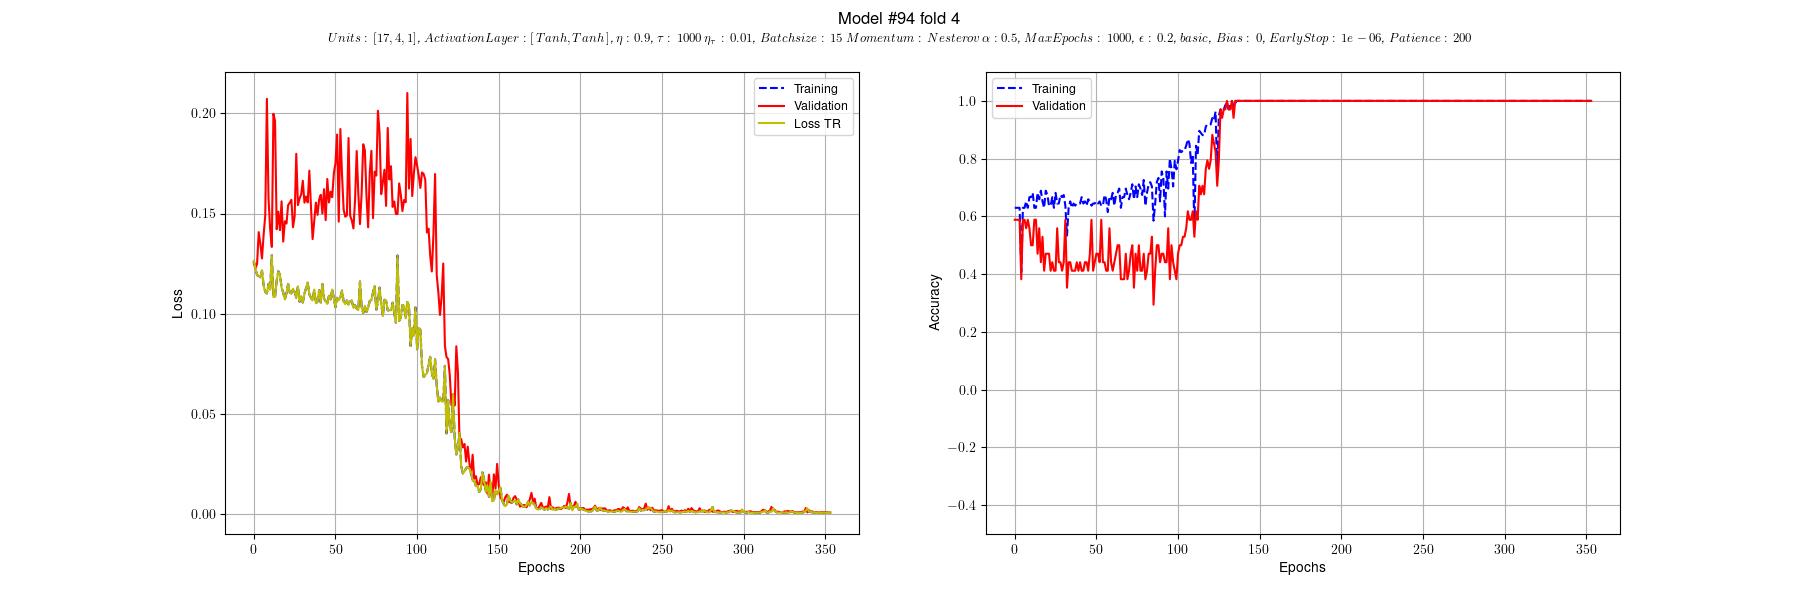 Model #94 fold 4
Units : [17, 4, 1], ActivationLayer : [Tanh, Tanh], η : 0.9, τ : 1000 η_τ : 0.01, Batchsize : 15 Momentum : Nesterov α : 0.5, MaxEpochs : 1000, ϵ : 0.2, basic, Bias : 0, EarlyStop : 1e − 06, Patience : 200
Training
Validation
Loss TR
0.20
0.15
0.10
0.05
0.00
Loss
0
50
100
150
200
250
300
350
Epochs
Training
Validation
1.0
0.8
0.6
0.4
0.2
0.0
−0.2
−0.4
Accuracy
0
50
100
150
200
250
300
350
Epochs